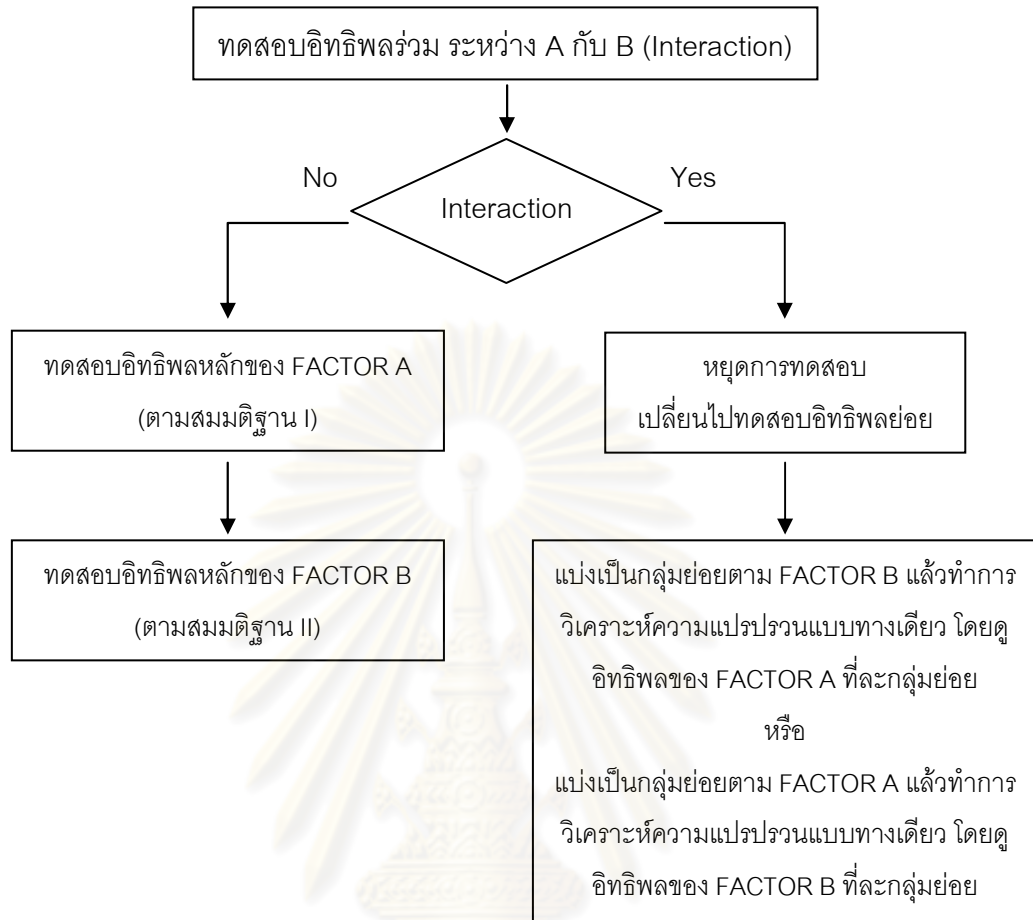 ทดสอบอิทธิพลร่วม ระหว่าง A กับ B (Interaction)
No
Yes
Interaction
ทดสอบอิทธิพลหลักของ FACTOR A
(ตามสมมติฐาน I)
หยุดการทดสอบ
เปลี่ยนไปทดสอบอิทธิพลย่อย
ทดสอบอิทธิพลหลักของ FACTOR B
(ตามสมมติฐาน II)
แบ่งเป็นกลุ่มย่อยตาม FACTOR B แล้วทำการ
วิเคราะห์ความแปรปรวนแบบทางเดียว โดยดู
อิทธิพลของ FACTOR A ที่ละกลุ่มย่อย
หรือ
แบ่งเป็นกลุ่มย่อยตาม FACTOR A แล้วทำการ
วิเคราะห์ความแปรปรวนแบบทางเดียว โดยดู
อิทธิพลของ FACTOR B ที่ละกลุ่มย่อย